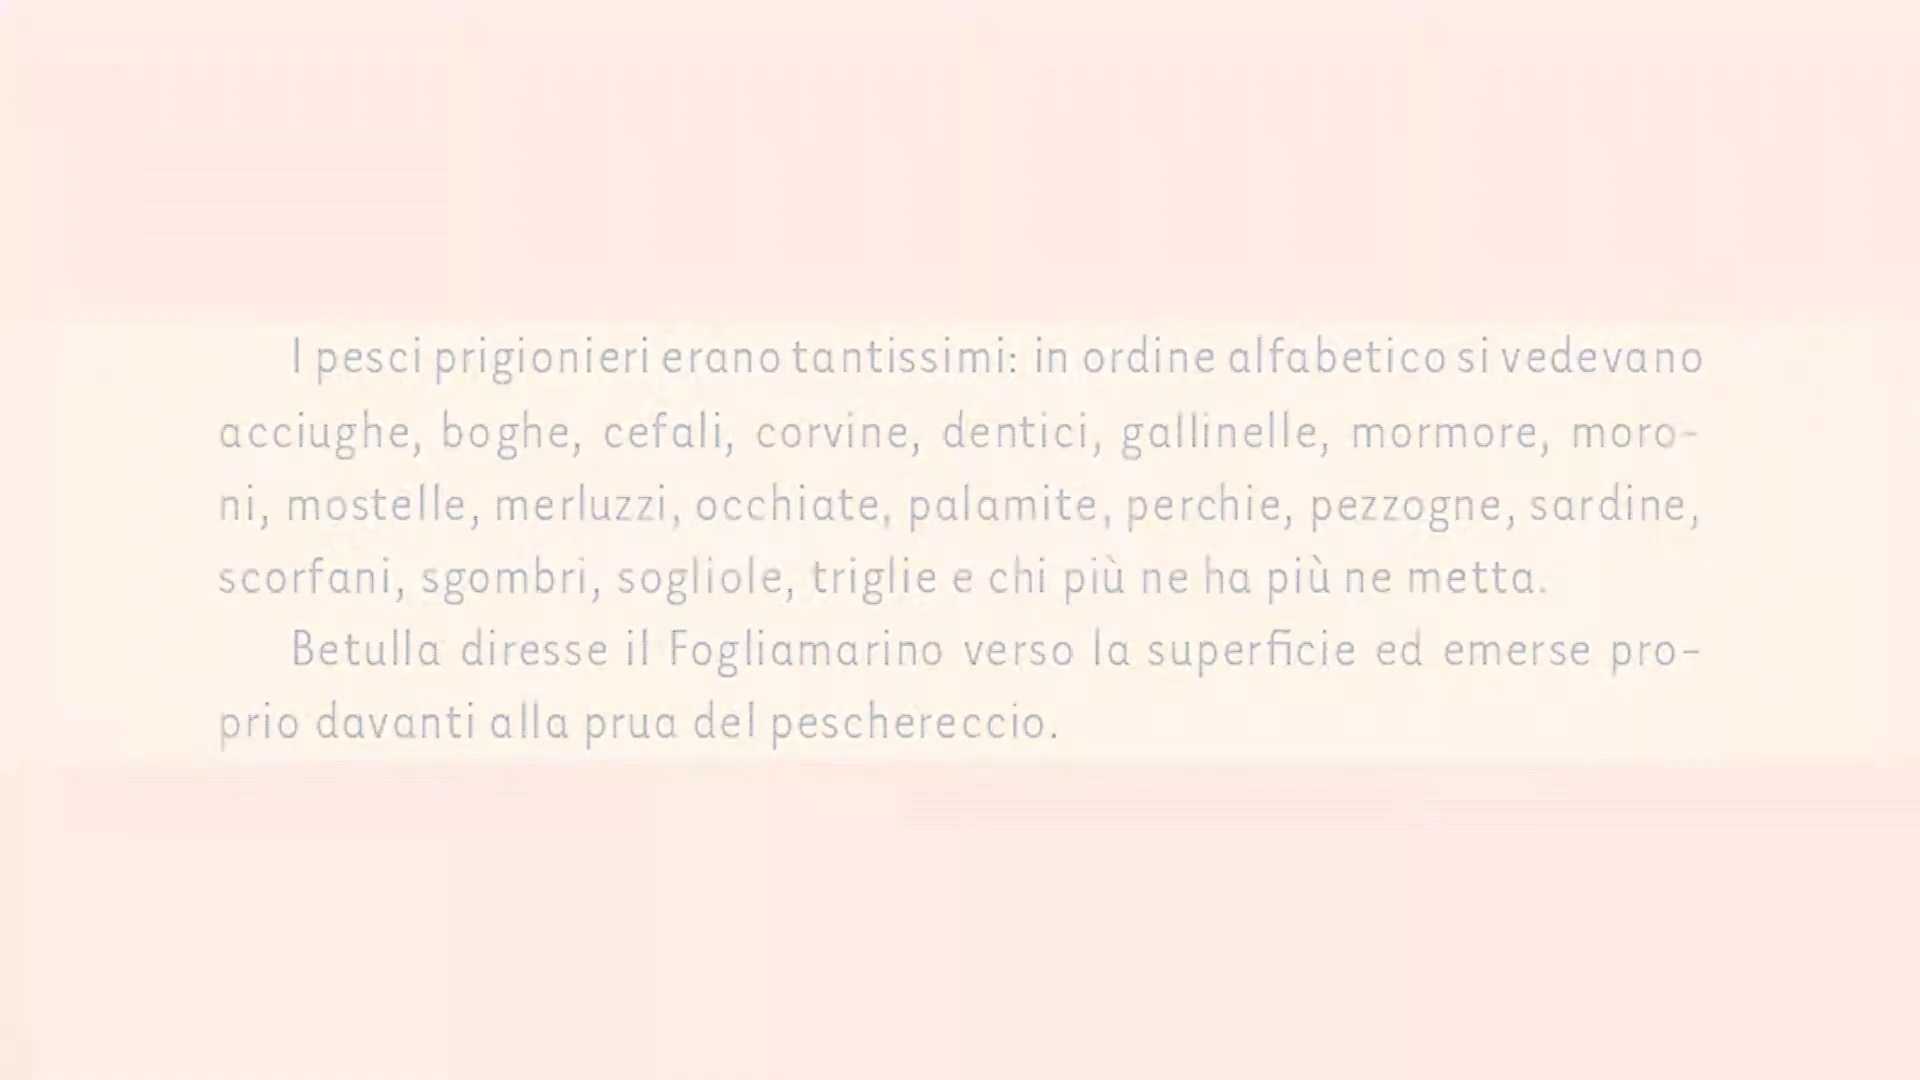 I pesci prigionieri erano tantissimi: in ordine alfabetico si vedevano
acciughe, boghe, cefali, corvine, dentici, gallinelle, mormore, moro-
ni, mostelle, merluzzi, occhiate, palamite, perchie, pezzogne, sardine,
scorfani, sgombri, sogliole, triglie e chi più ne ha più ne metta.
Betulla diresse il Fogliamarino verso la superficie ed emerse pro-
prio davanti alla prua del peschereccio.